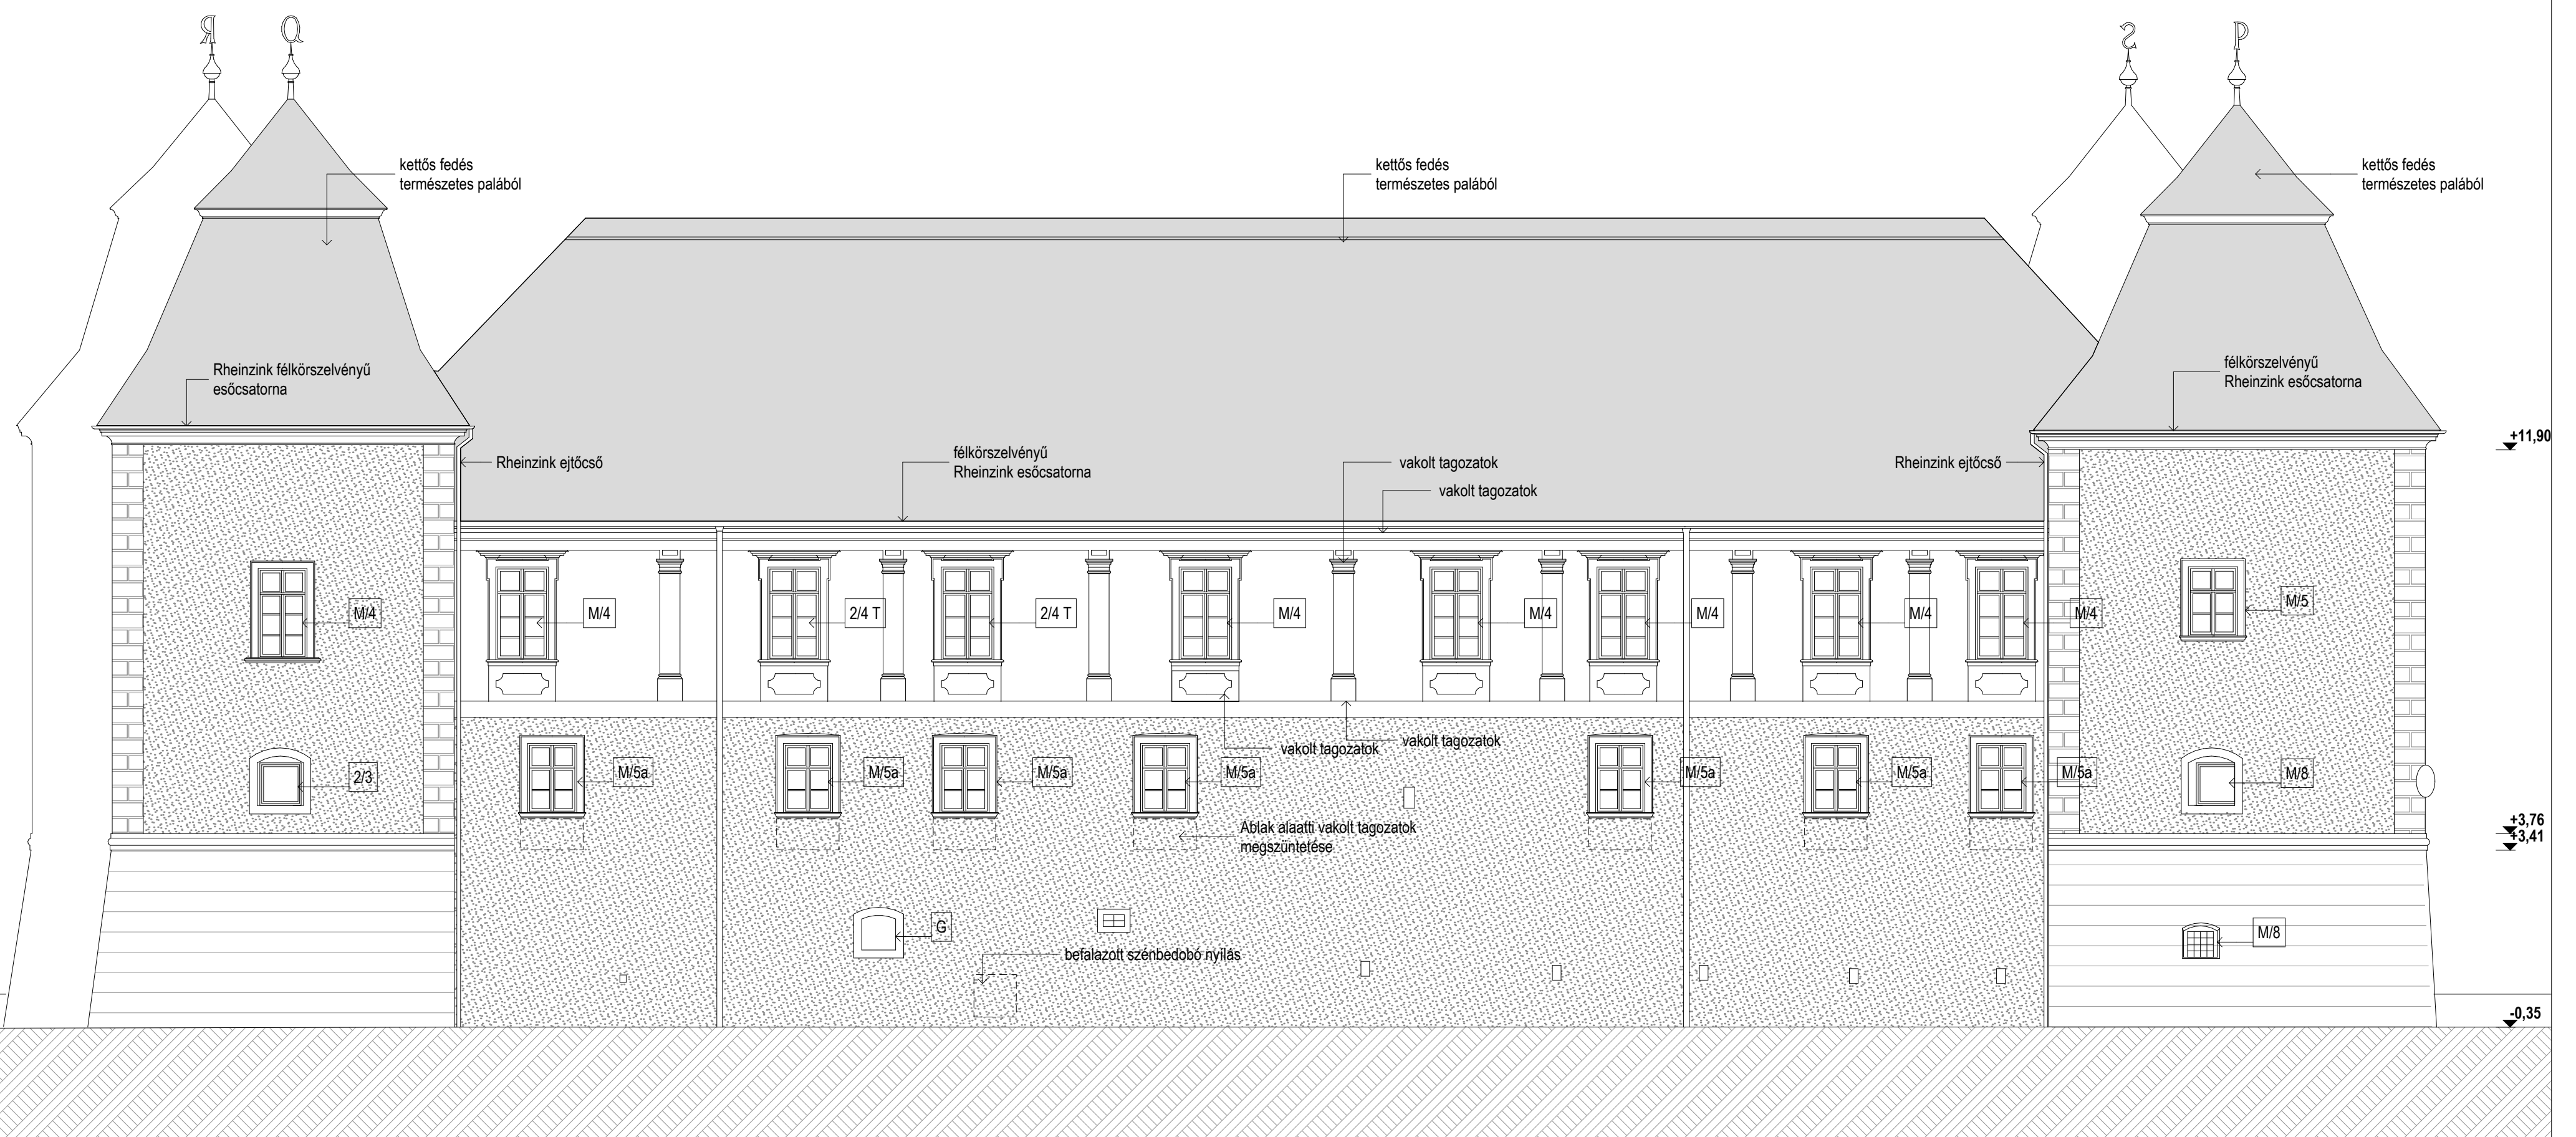 R
Q
S
P
kettős fedés
természetes palából
kettős fedés
természetes palából
kettős fedés
természetes palából
Rheinzink félkörszelvényű
esőcsatorna
félkörszelvényű
Rheinzink esőcsatorna
+11,90
Rheinzink ejtőcső
félkörszelvényű
Rheinzink esőcsatorna
vakolt tagozatok
Rheinzink ejtőcső
vakolt tagozatok
M/4
M/4
2/4 T
2/4 T
M/4
M/4
M/4
M/4
M/4
M/5
vakolt tagozatok
vakolt tagozatok
2/3
M/5a
M/5a
M/5a
M/5a
M/5a
M/5a
M/5a
M/8
Ablak alaatti vakolt tagozatok
megszüntetése
+3,76
+3,41
G
M/8
befalazott szénbedobó nyílás
-0,35